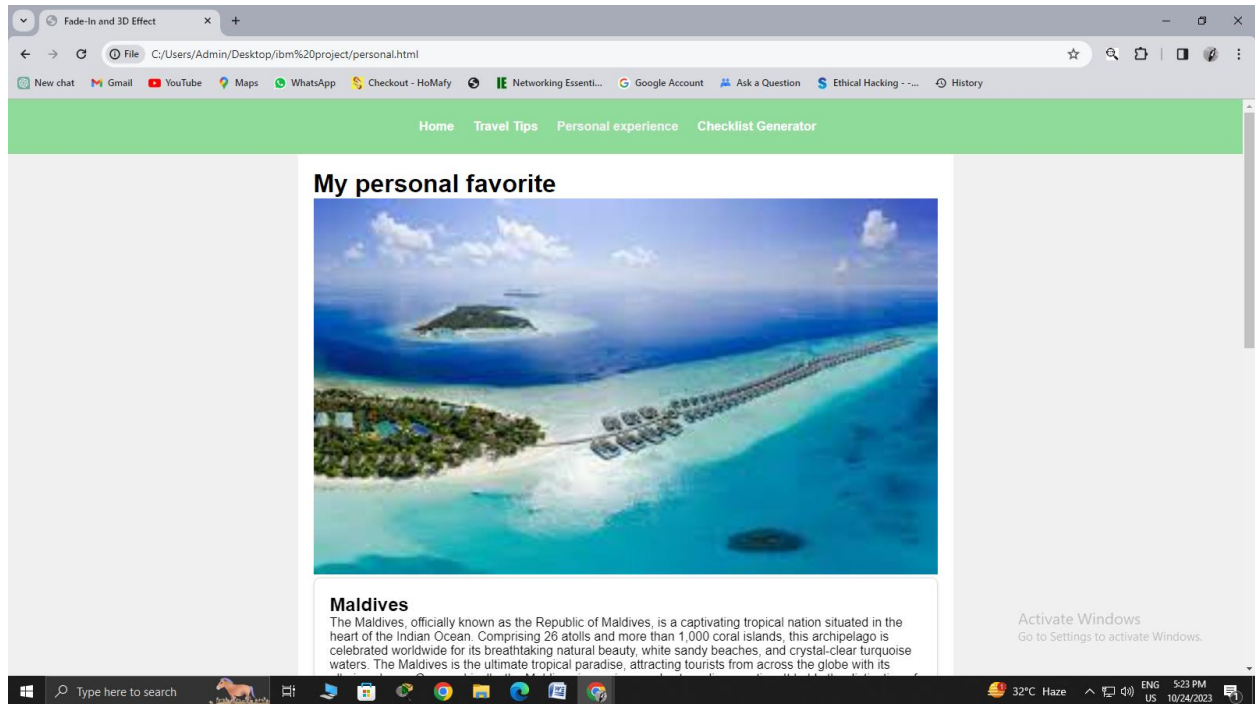 Fade-In and 3D Effect
File C:/Users/Admin/Desktop/ibm%20project/personal.html
New chat Gmail YouTube Maps WhatsApp Checkout - HoMafy Networking Essenti... Google Account Ask a Question Ethical Hacking - -... History
Home Travel Tips Personal experience Checklist Generator
My personal favorite
Maldives
The Maldives, officially known as the Republic of Maldives, is a captivating tropical nation situated in the
heart of the Indian Ocean. Comprising 26 atolls and more than 1,000 coral islands, this archipelago is
celebrated worldwide for its breathtaking natural beauty, white sandy beaches, and crystal-clear turquoise
waters. The Maldives is the ultimate tropical paradise, attracting tourists from across the globe with its
Activate Windows
Go to Settings to activate Windows.
Type here to search
32°C Haze
ENG 5:23 PM
US 10/24/2023